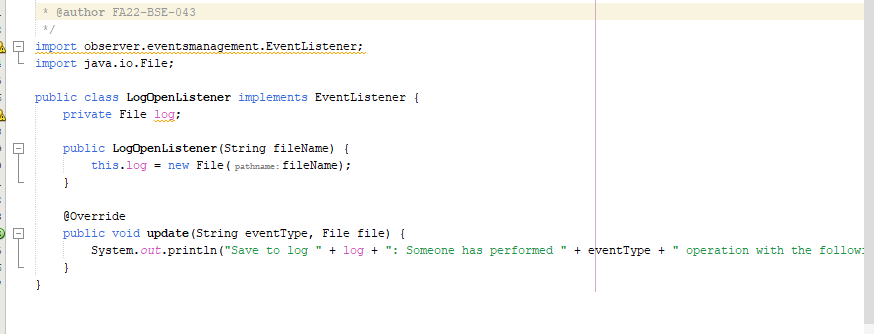 * @author FA22-BSE-043
*/
import observer.eventsmanagement.EventListener;
import java.io.File;
public class LogOpenListener implements EventListener {
private File log;
public LogOpenListener(String fileName) {
this.log = new File( pathname: fileName);
}
@Override
public void update(String eventType, File file) {
System.out.println("Save to log " + log + ": Someone has performed " + eventType + " operation with the followi
}
}